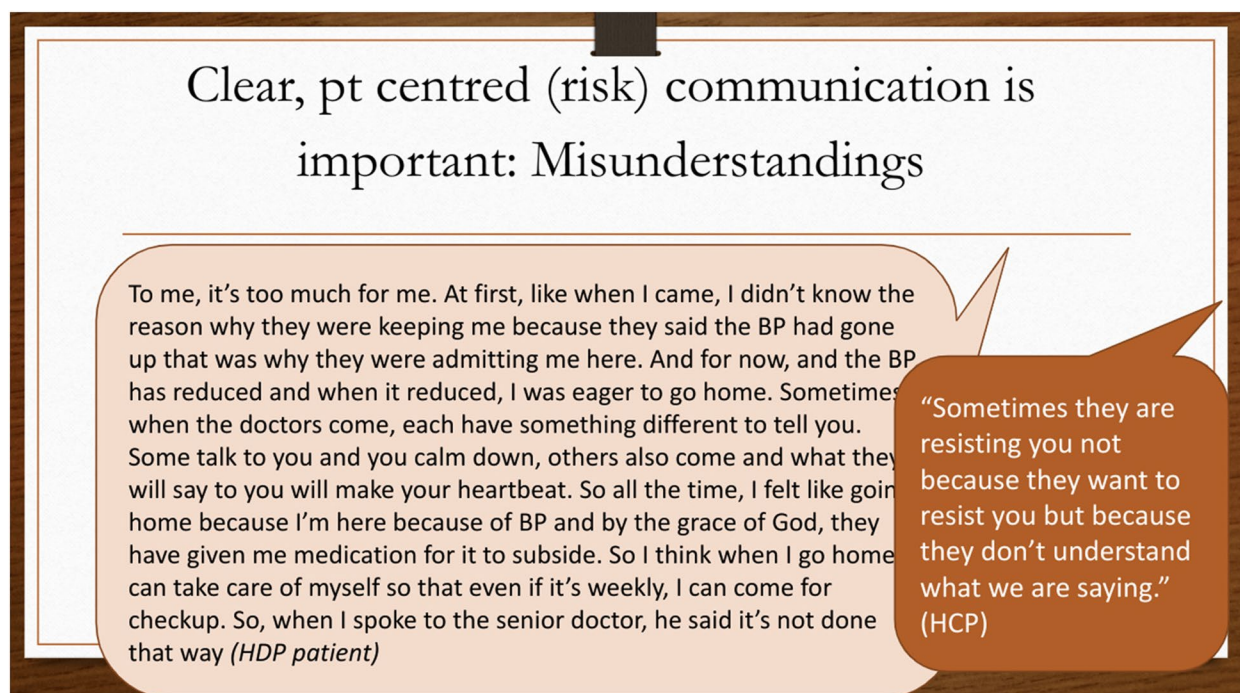 Clear, pt centred (risk) communication is
important: Misunderstandings
To me, it's too much for me. At first, like when I came, I didn't know the
reason why they were keeping me because they said the BP had gone
up that was why they were admitting me here. And for now, and the BP
has reduced and when it reduced, I was eager to go home. Sometimes
when the doctors come, each have something different to tell you.
Some talk to you and you calm down, others also come and what they
will say to you will make your heartbeat. So all the time, I felt like goin
home because I'm here because of BP and by the grace of God, they
have given me medication for it to subside. So I think when I go home
can take care of myself so that even if it's weekly, I can come for
checkup. So, when I spoke to the senior doctor, he said it's not done
that way (HDP patient)
“Sometimes they are
resisting you not
because they want to
resist you but because
they don't understand
what we are saying.”
(HCP)